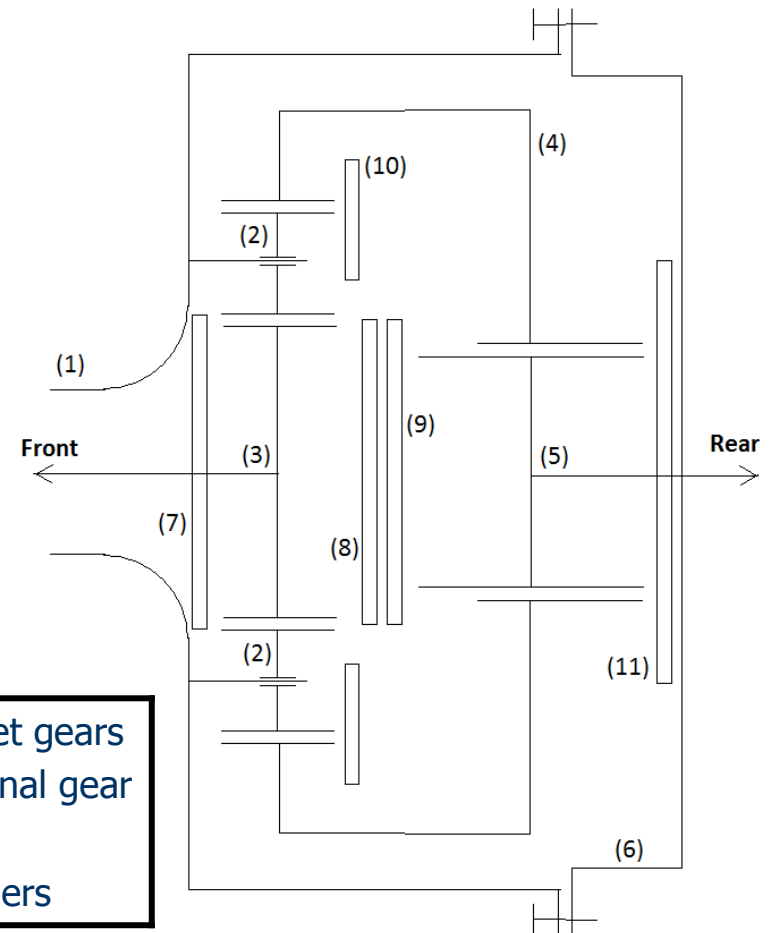 (4)
(10)
(2)
(1)
(9)
Front
(3)
(5)
Rear
(7)
(8)
(2)
(11)
et gears
nal gear
(6)
ers